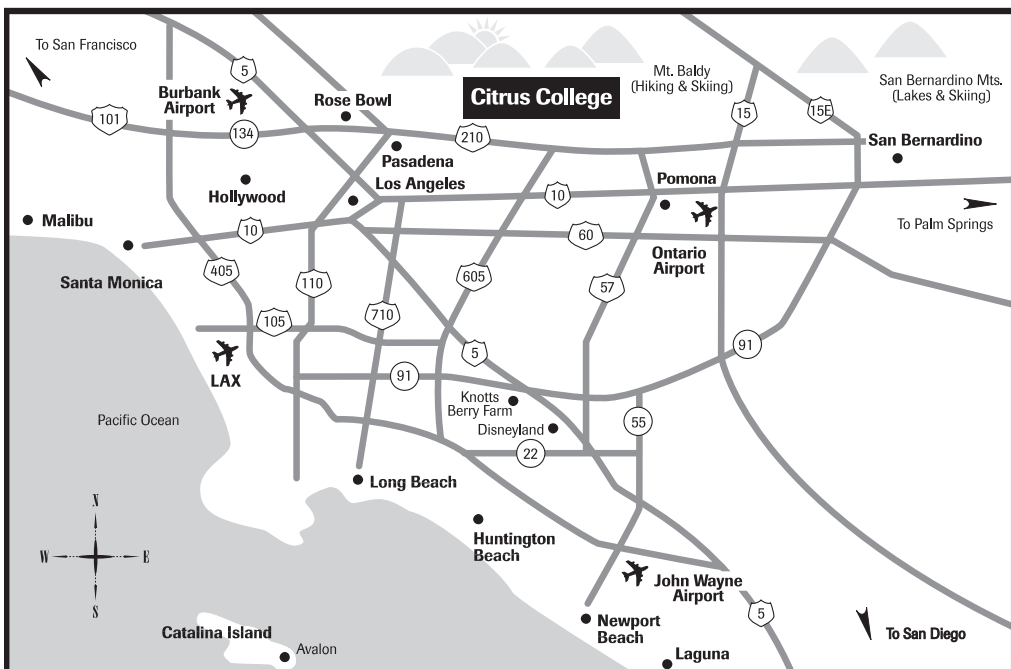 To San Francisco
5
Burbank
Airport
101
134
Rose Bowl
Citrus College
Mt. Baldy
(Hiking & Skiing)
San Bernardino Mts.
(Lakes & Skiing)
15
15E
210
San Bernardino
Pasadena
Hollywood
Los Angeles
Pomona
10
Malibu
10
60
To Palm Springs
Ontario
Airport
Santa Monica
405
110
605
57
710
105
LAX
5
91
91
Knotts
Berry Farm
Disneyland
55
Pacific Ocean
22
Long Beach
Huntington
Beach
N
W
E
S
John Wayne
Airport
5
Newport
Beach
To San Diego
Catalina Island
Avalon
Laguna